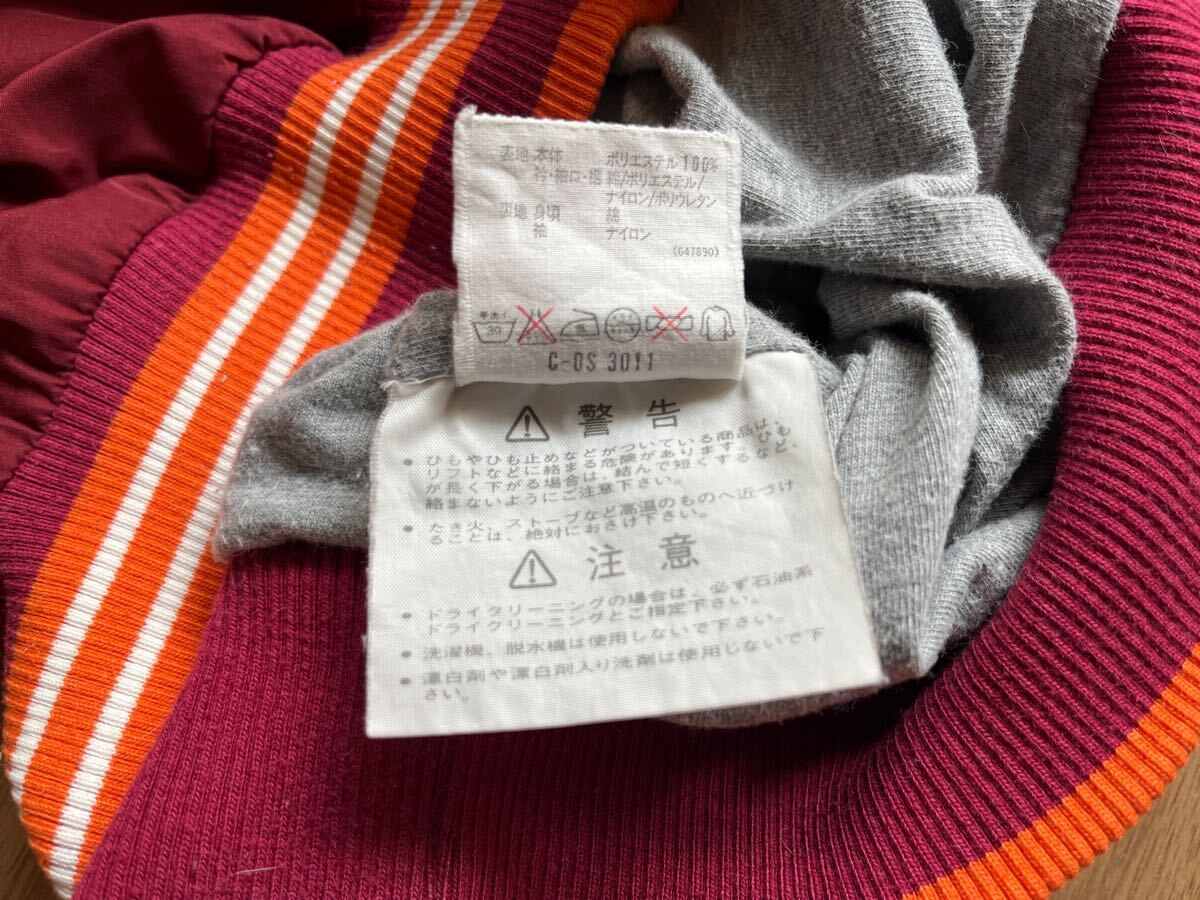 表地 本体 ポリエステル 100%
衿・袖口・裾 綿/ポリエステル/
ナイロン/ポリウレタン
裏地 身頃 綿
袖 ナイロン
(647890)
手洗イ
30
C-OS 3011
警告
・ひもやひも止めなどがついている商品は、
リフトなどに絡まる危険があります。ひも
が長く下がる場合は、結んで短くするなど、
絡まないようにご注意下さい。
・たき火、ストーブなど高温のものへ近づけ
ることは、絶対におさけ下さい。
注意
・ドライクリーニングの場合は、必ず石油系
ドライクリーニングとご指定下さい。
・洗濯機、脱水機は使用しないで下さい。
・漂白剤や漂白剤入り洗剤は使用しないで下
さい。